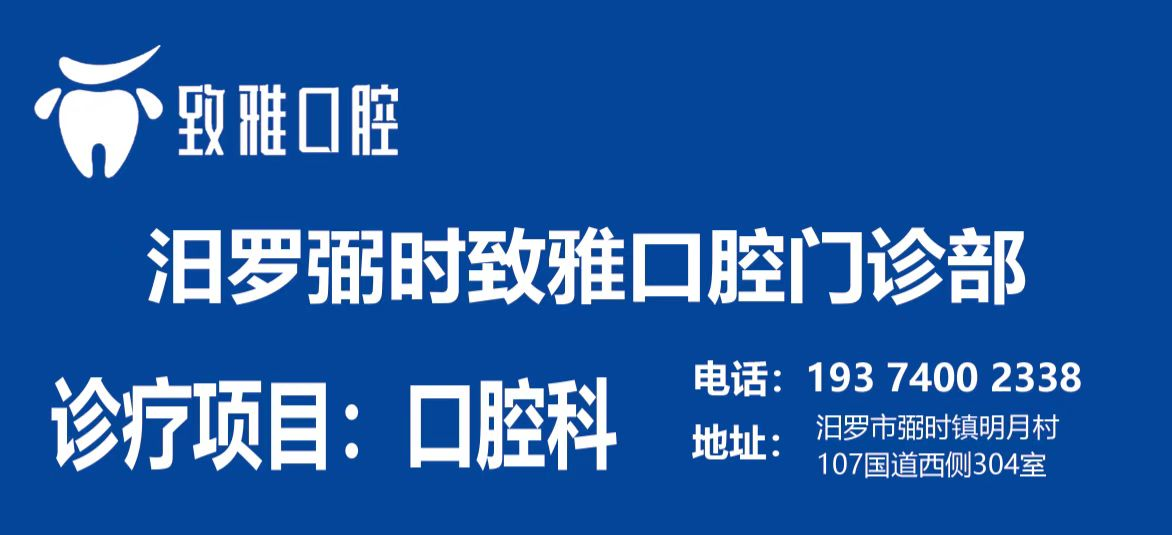 致雅口腔
汨罗弼时致雅口腔门诊部
诊疗项目：口腔科
电话：193 7400 2338
地址：汨罗市弼时镇明月村
107国道西侧304室